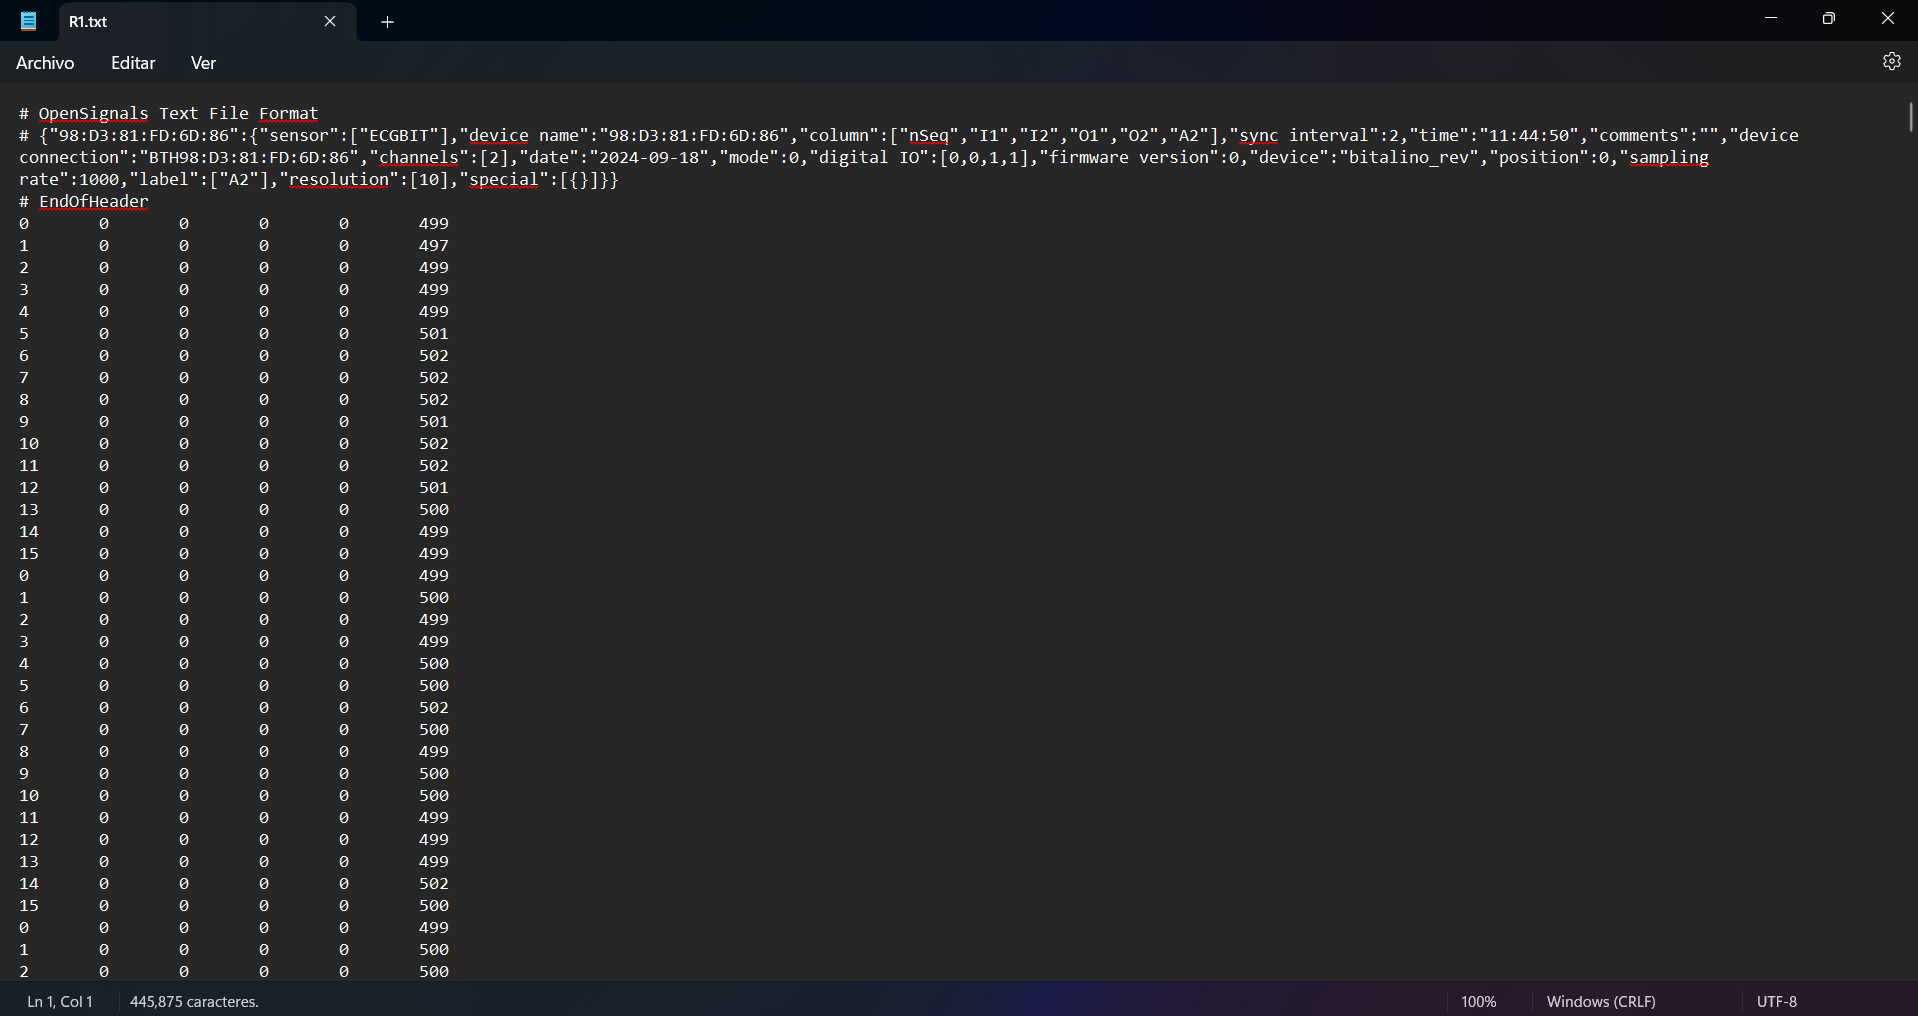 R1.txt
Archivo Editar Ver
# OpenSignals Text File Format
# {"98:D3:81:FD:6D:86":{"sensor":["ECGBIT"],"device name":"98:D3:81:FD:6D:86","column":["nSeq","I1","I2","O1","O2","A2"],"sync interval":2,"time":"11:44:50","comments":"","device
connection":"BTH98:D3:81:FD:6D:86","channels":[2],"date":"2024-09-18","mode":0,"digital IO":[0,0,1,1],"firmware version":0,"device":"bitalino_rev","position":0,"sampling
rate":1000,"label":["A2"],"resolution":[10],"special":[{}]}}
# EndOfHeader
0 0 0 0 0 499
1 0 0 0 0 497
2 0 0 0 0 499
3 0 0 0 0 499
4 0 0 0 0 499
5 0 0 0 0 501
6 0 0 0 0 502
7 0 0 0 0 502
8 0 0 0 0 502
9 0 0 0 0 501
10 0 0 0 0 502
11 0 0 0 0 502
12 0 0 0 0 501
13 0 0 0 0 500
14 0 0 0 0 499
15 0 0 0 0 499
0 0 0 0 0 499
1 0 0 0 0 500
2 0 0 0 0 499
3 0 0 0 0 499
4 0 0 0 0 500
5 0 0 0 0 500
6 0 0 0 0 502
7 0 0 0 0 500
8 0 0 0 0 499
9 0 0 0 0 500
10 0 0 0 0 500
11 0 0 0 0 499
12 0 0 0 0 499
13 0 0 0 0 499
14 0 0 0 0 502
15 0 0 0 0 500
0 0 0 0 0 499
1 0 0 0 0 500
2 0 0 0 0 500
Ln 1, Col 1 445,875 caracteres. 100% Windows (CRLF) UTF-8